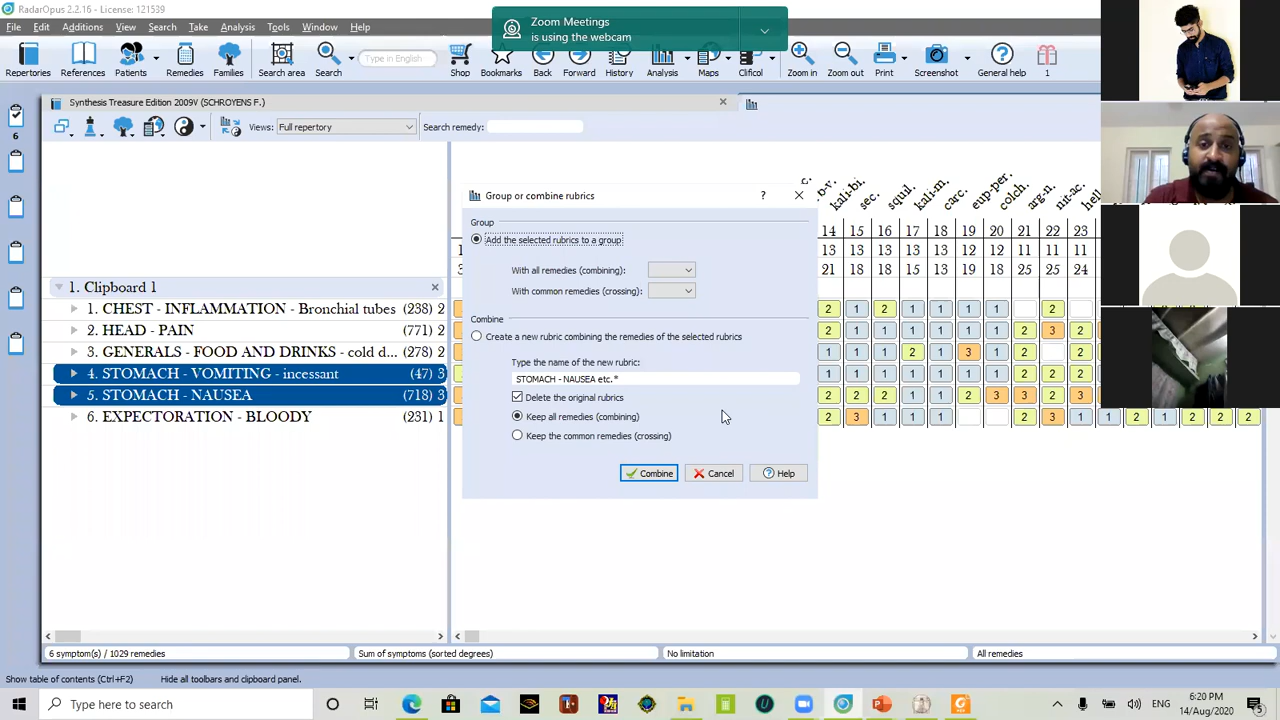 RadarOpus 2.2.16 - License: 121539
Zoom Meetings
is using the webcam
File Edit Additions View Search Take Analysis Tools Window Help
Type in English
Repertories References Patients Remedies Families Search area Search Shop Bookmarks Back Forward History Analysis Maps Clificol Zoom in Zoom out Print Screenshot General help 1
6
Synthesis Treasure Edition 2009V (SCHROYENS F.)
Views: Full repertory Search remedy:
kali-bi. sec. squil. kali-m. carc. eup-per. colch. arg-n. nit-ac.
14 15 16 17 18 19 20 21 22 23
13 13 13 13 13 11 11 11 11 11
21 18 18 15 13 19 18 25 25 24
Group or combine rubrics
?
Group
Add the selected rubrics to a group
With all remedies (combining):
With common remedies (crossing):
Combine
Create a new rubric combining the remedies of the selected rubrics
Type the name of the new rubric:
STOMACH - NAUSEA etc.*
Delete the original rubrics
Keep all remedies (combining)
Keep the common remedies (crossing)
Combine Cancel Help
1. Clipboard 1
1. CHEST - INFLAMMATION - Bronchial tubes (238) 2
2. HEAD - PAIN (771) 2
3. GENERALS - FOOD AND DRINKS - cold d... (278) 2
4. STOMACH - VOMITING - incessant (47) 3
5. STOMACH - NAUSEA (718) 3
6. EXPECTORATION - BLOODY (231) 1
6 symptom(s) / 1029 remedies Sum of symptoms (sorted degrees) No limitation All remedies
Show table of contents (Ctrl+F2) Hide all toolbars and clipboard panel.
Type here to search
ENG
6:20 PM
14/Aug/2020
5